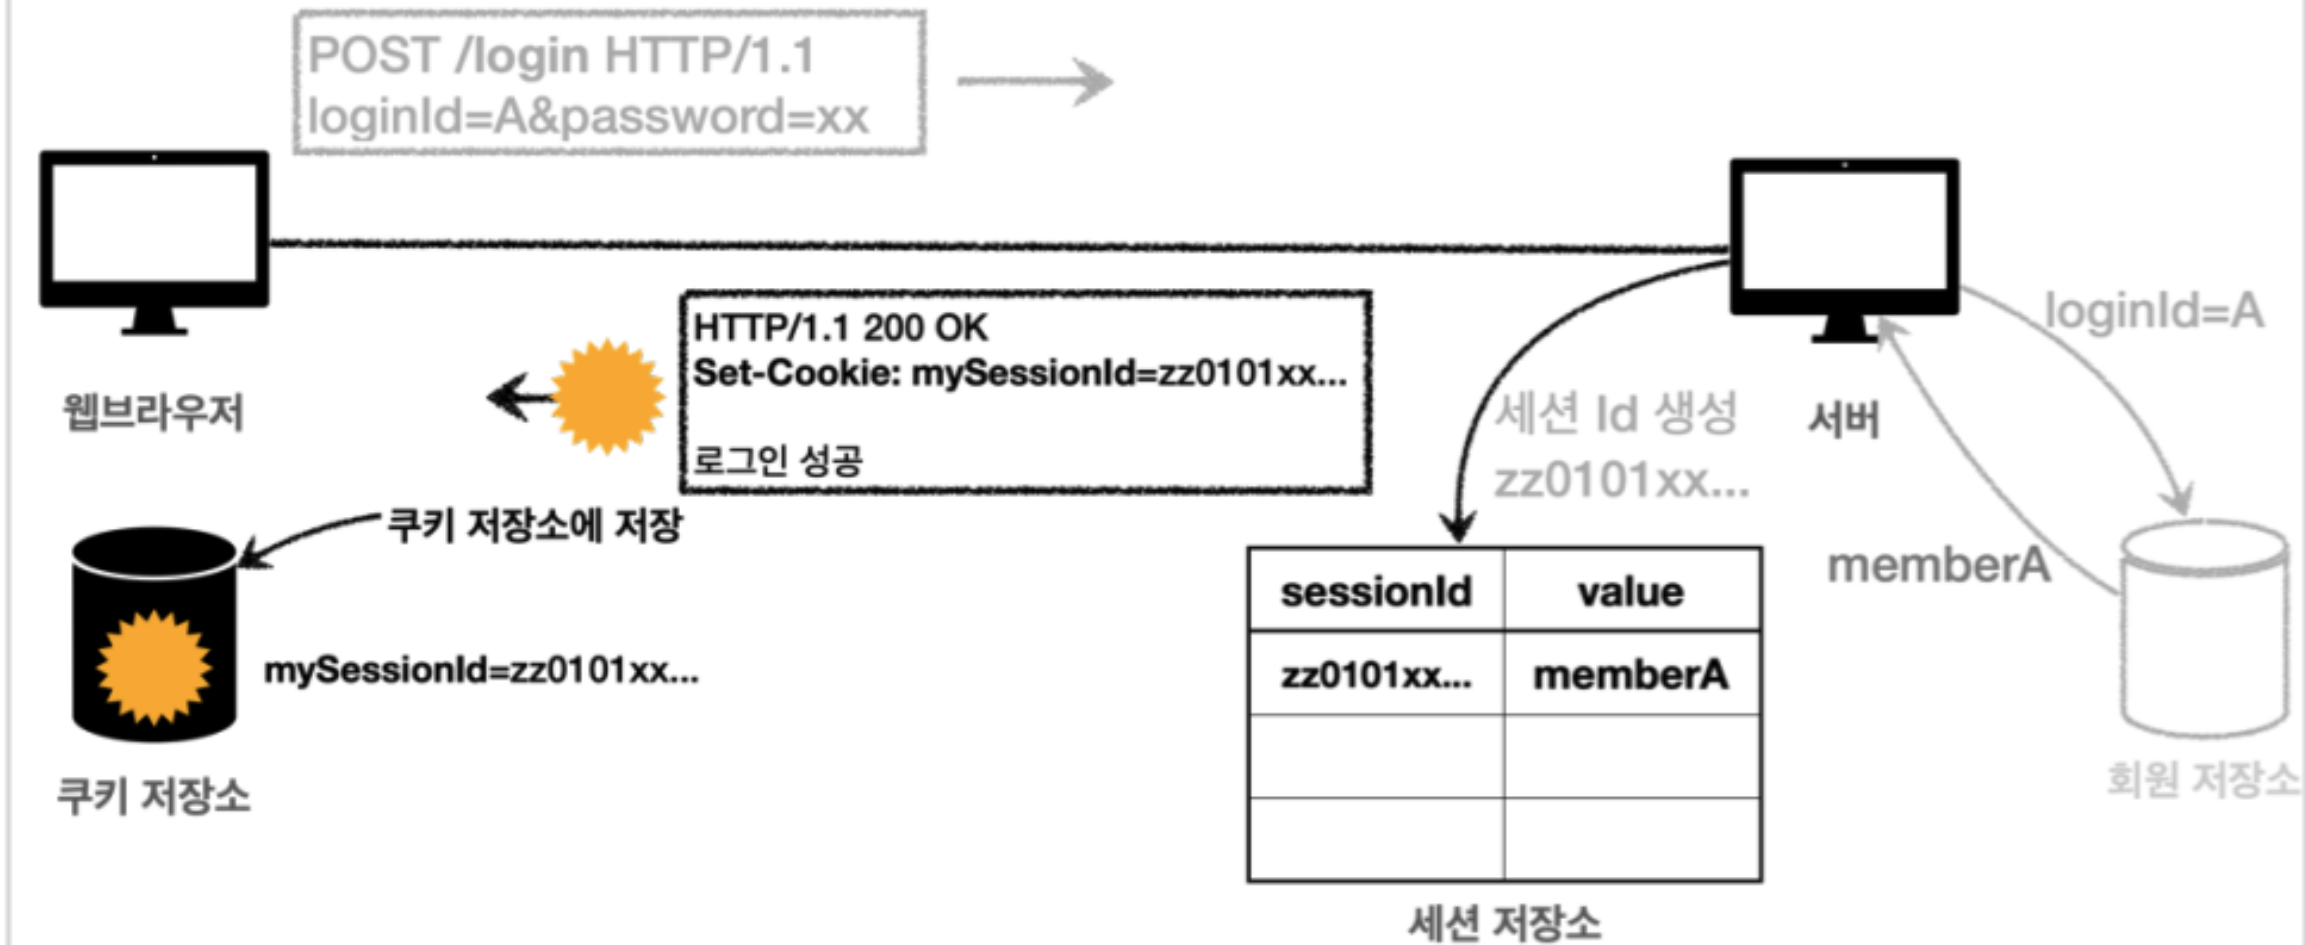 POST /login HTTP/1.1
loginId=A&password=xx
HTTP/1.1 200 OK
Set-Cookie: mySessionId=zz0101xx...
로그인 성공
웹브라우저
쿠키 저장소에 저장
mySessionId=zz0101xx...
쿠키 저장소
세션 Id 생성
zz0101xx...
서버
loginId=A
memberA
회원 저장소
sessionId value
zz0101xx... memberA
세션 저장소